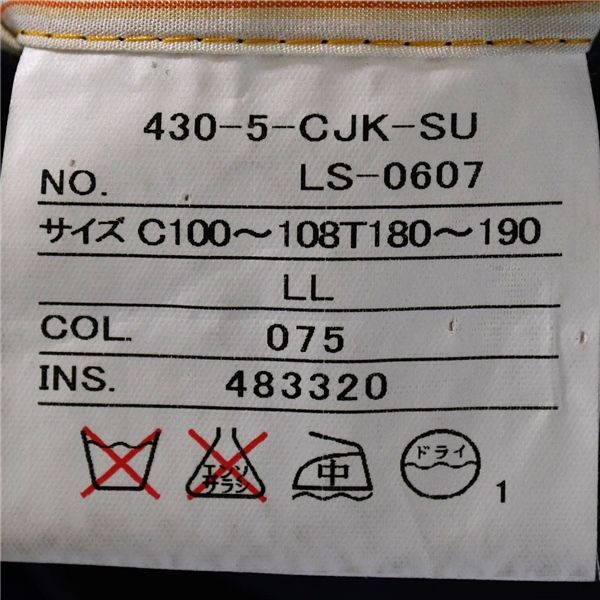 430-5-CJK-SU
NO. LS-0607
サイズ C100～108T180～190
LL
COL. 075
INS. 483320
エンソ
サラシ
中
ドライ
1